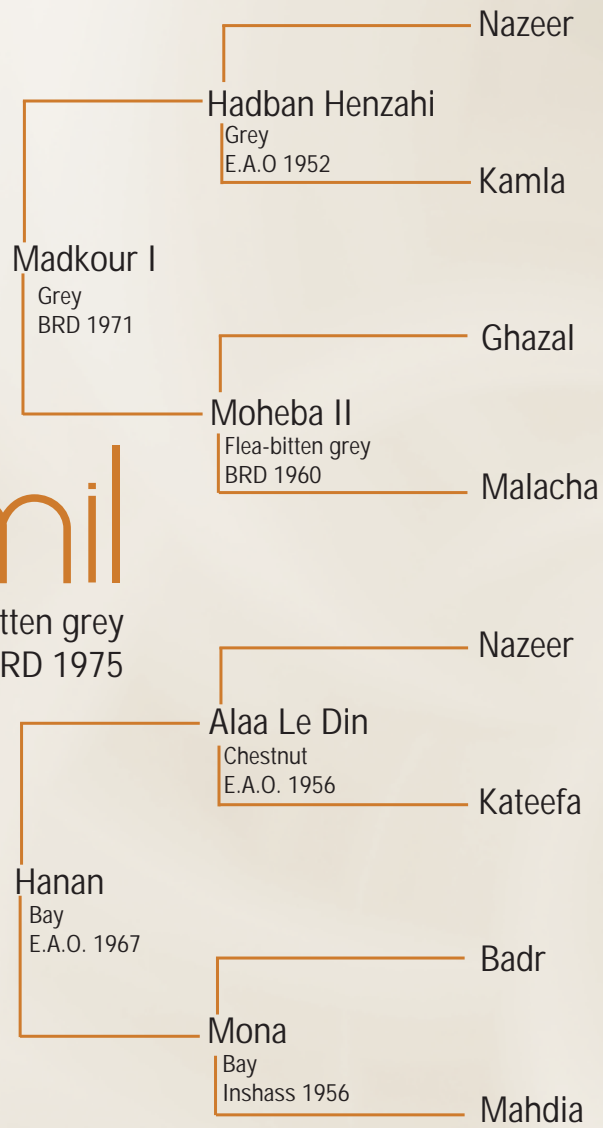 Nazeer
Hadban Henzahi
Grey
E.A.O 1952
Kamla
Madkour I
Grey
BRD 1971
Ghazal
Moheba II
Flea-bitten grey
BRD 1960
Malacha
mil
tten grey
RD 1975
Nazeer
Alaa Le Din
Chestnut
E.A.O. 1956
Kateefa
Hanan
Bay
E.A.O. 1967
Badr
Mona
Bay
Inshass 1956
Mahdia